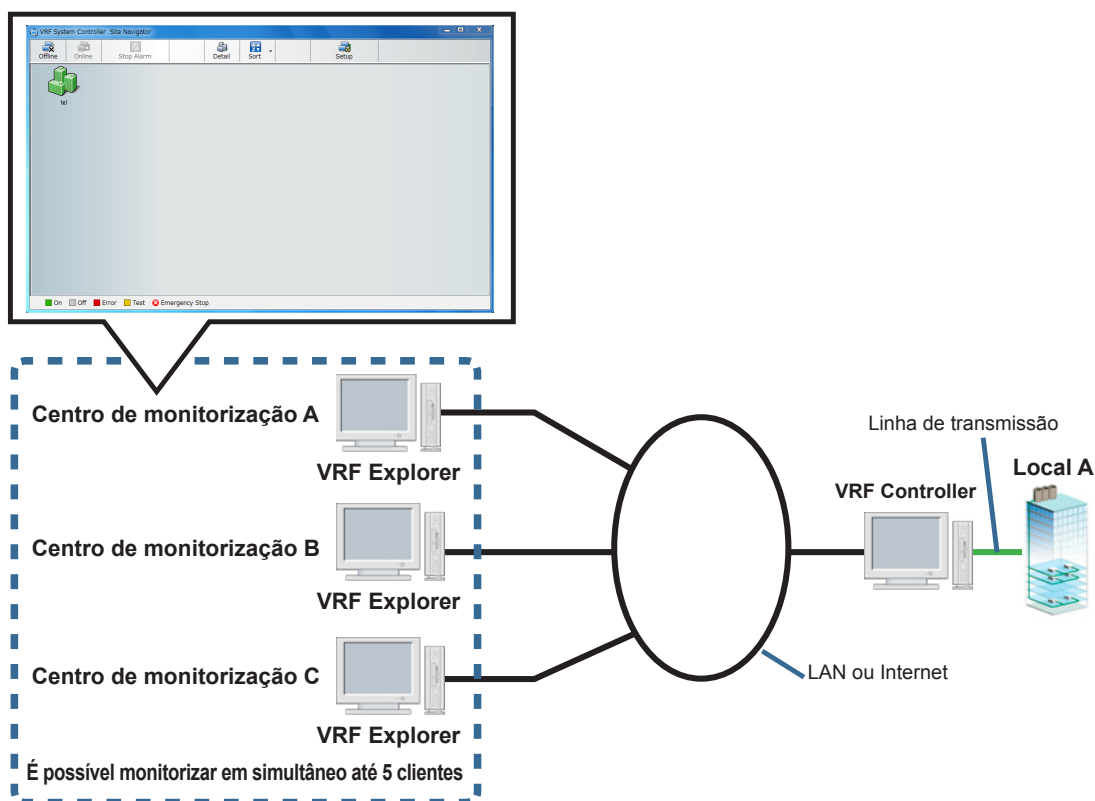 VRF System Controller Site Navigator
Offline Online Stop Alarm Detail Sort Setup
On Off Error Test Emergency Stop
Centro de monitorização A
VRF Explorer
Centro de monitorização B
VRF Explorer
Centro de monitorização C
VRF Explorer
É possível monitorizar em simultâneo até 5 clientes
Linha de transmissão
Local A
VRF Controller
LAN ou Internet